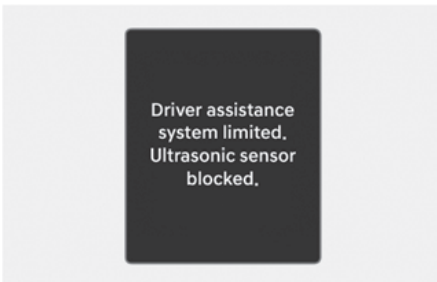 Driver assistance
system limited.
Ultrasonic sensor
blocked.